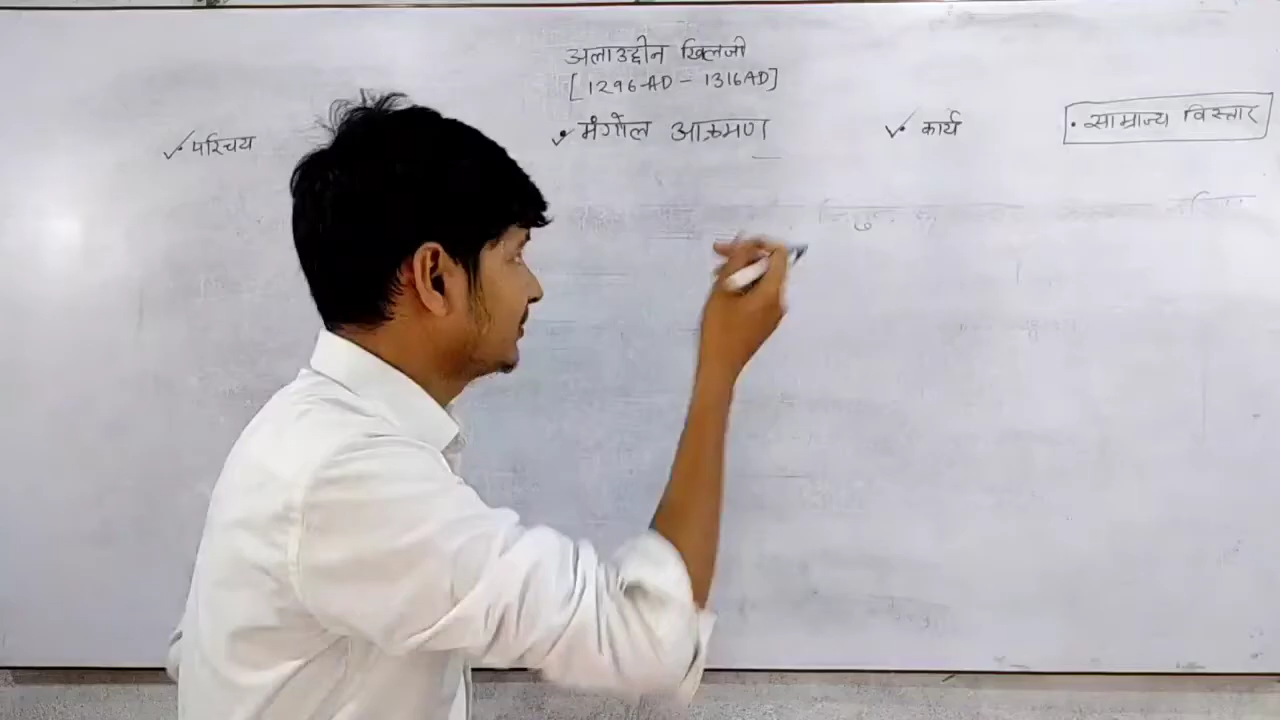 अलाउद्दीन खिलजी
[1296 AD - 1316 AD]
✓• परिचय
✓• मंगोल आक्रमण
✓• कार्य
• साम्राज्य विस्तार